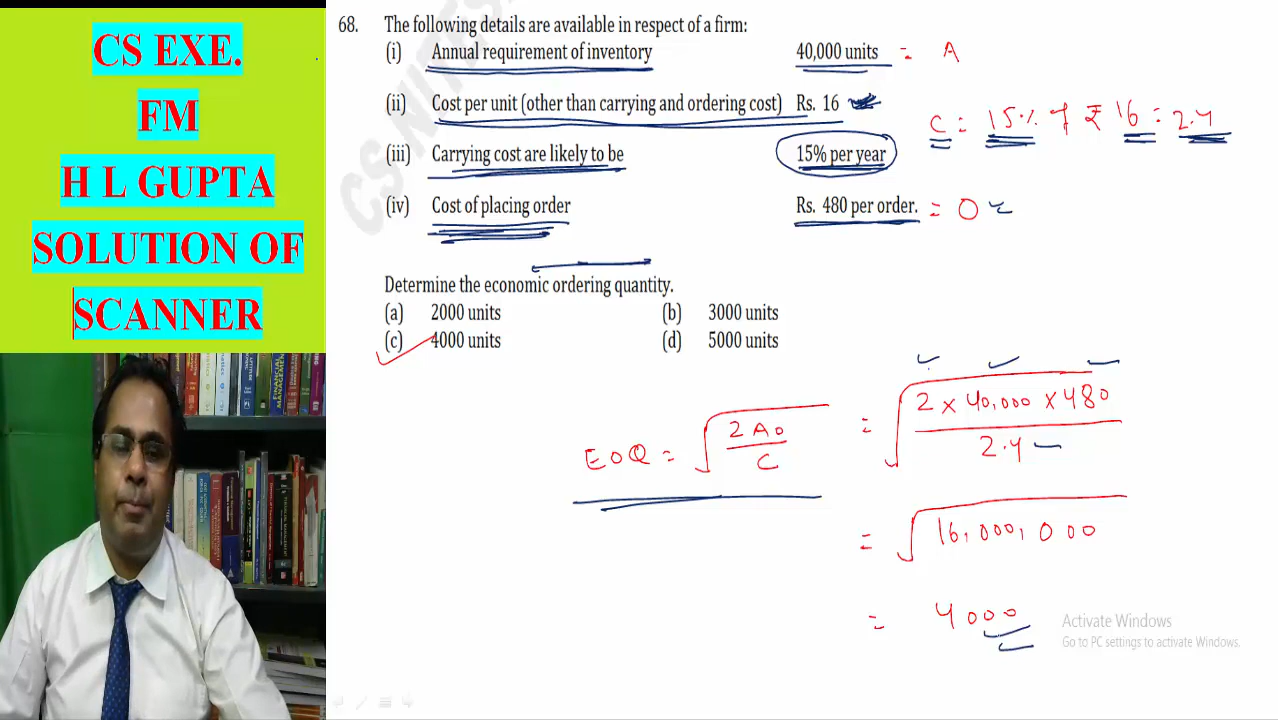 CS EXE.
FM
H L GUPTA
SOLUTION OF
SCANNER
68. The following details are available in respect of a firm:
(i) Annual requirement of inventory 40,000 units = A
(ii) Cost per unit (other than carrying and ordering cost) Rs. 16
C = 15% of ₹ 16 = 2.4
(iii) Carrying cost are likely to be 15% per year
(iv) Cost of placing order Rs. 480 per order. = O
Determine the economic ordering quantity.
(a) 2000 units (b) 3000 units
(c) 4000 units (d) 5000 units
EOQ = √ 2AO / C
= √ 2 × 40,000 × 480 / 2.4
= √ 16,000,000
= 4000
Activate Windows
Go to PC settings to activate Windows.